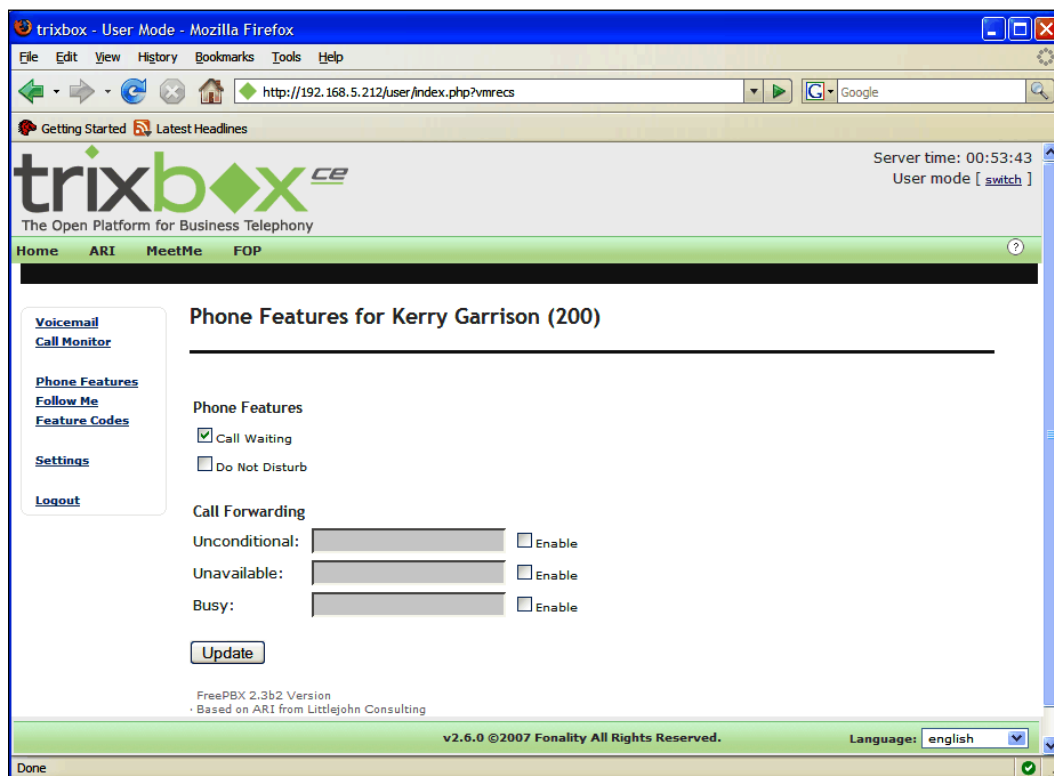 trixbox - User Mode - Mozilla Firefox
File Edit View History Bookmarks Tools Help
http://192.168.5.212/user/index.php?vmrecs
G Google
Getting Started Latest Headlines
trixbox ce
The Open Platform for Business Telephony
Server time: 00:53:43
User mode [ switch ]
Home ARI MeetMe FOP ?
Voicemail
Call Monitor
Phone Features
Follow Me
Feature Codes
Settings
Logout
Phone Features for Kerry Garrison (200)
Phone Features
Call Waiting
Do Not Disturb
Call Forwarding
Unconditional: Enable
Unavailable: Enable
Busy: Enable
Update
FreePBX 2.3b2 Version
· Based on ARI from Littlejohn Consulting
v2.6.0 ©2007 Fonality All Rights Reserved.
Language: english
Done